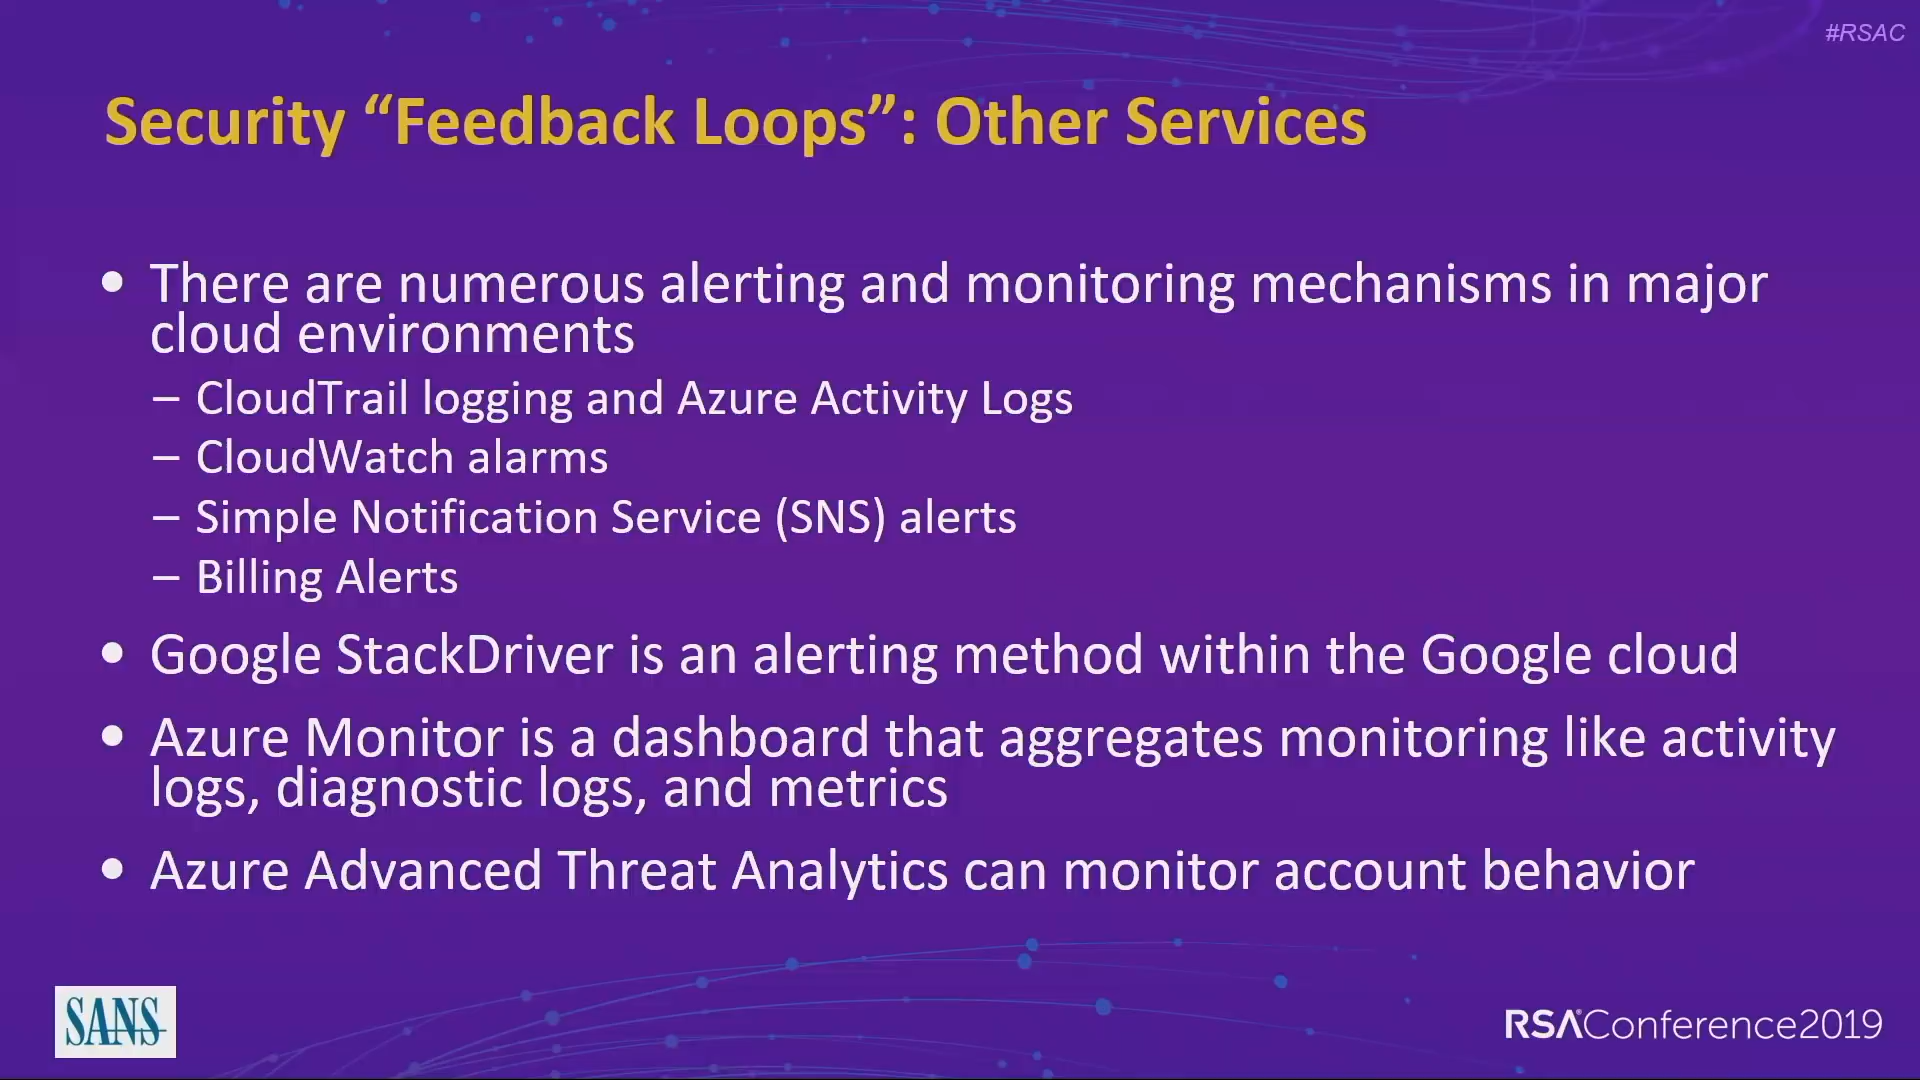 #RSAC
Security “Feedback Loops”: Other Services
• There are numerous alerting and monitoring mechanisms in major
cloud environments
– CloudTrail logging and Azure Activity Logs
– CloudWatch alarms
– Simple Notification Service (SNS) alerts
– Billing Alerts
• Google StackDriver is an alerting method within the Google cloud
• Azure Monitor is a dashboard that aggregates monitoring like activity
logs, diagnostic logs, and metrics
• Azure Advanced Threat Analytics can monitor account behavior
SANS
RSAConference2019